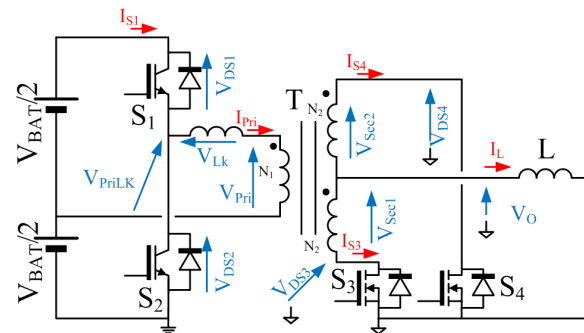 I_S1
I_S4
V_BAT/2
S_1
V_DS1
I_Pri
T
N_2
V_Sec2
V_DS4
I_L
L
V_Lk
V_PriLK
V_Pri
N_1
V_Sec1
V_O
V_BAT/2
S_2
V_DS2
N_2
I_S3
V_DS3
S_3
S_4